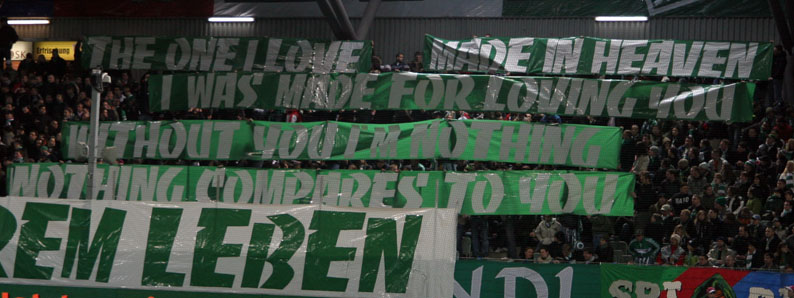 THE ONE I LOVE
MADE IN HEAVEN
I WAS MADE FOR LOVING YOU
WITHOUT YOU I'M NOTHING
NOTHING COMPARES TO YOU
REM LEBEN